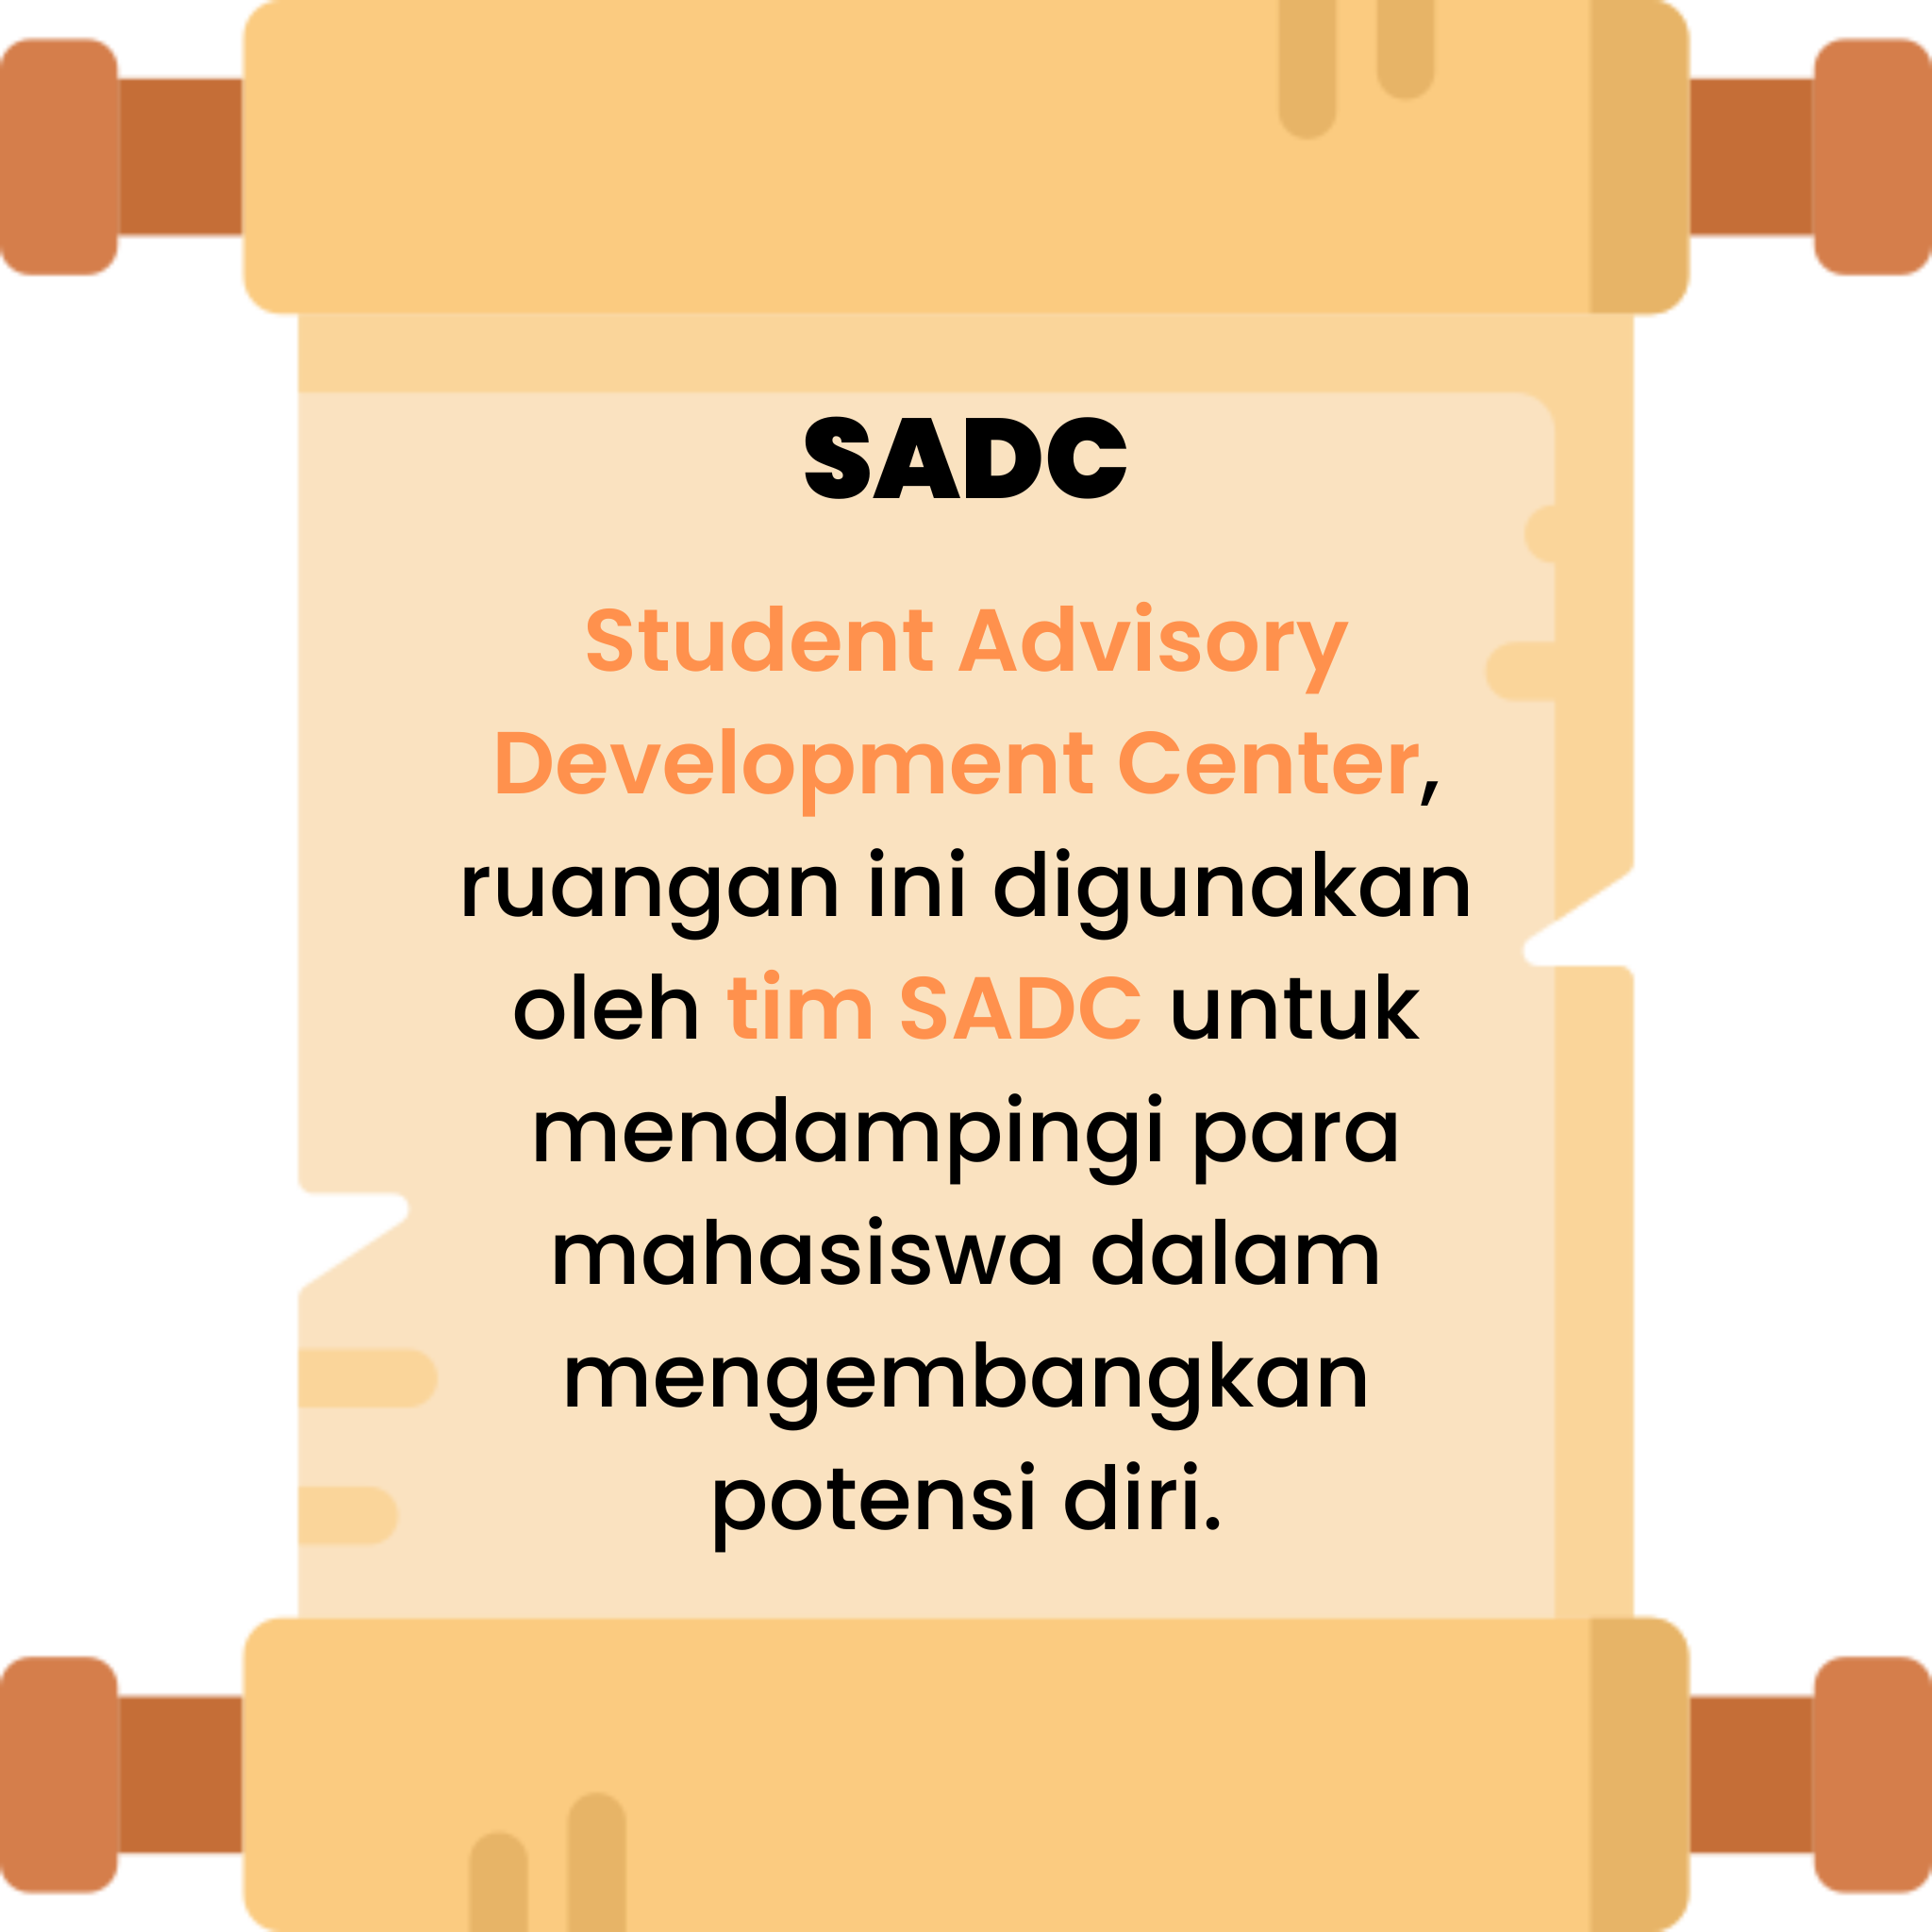 SADC
Student Advisory
Development Center,
ruangan ini digunakan
oleh tim SADC untuk
mendampingi para
mahasiswa dalam
mengembangkan
potensi diri.